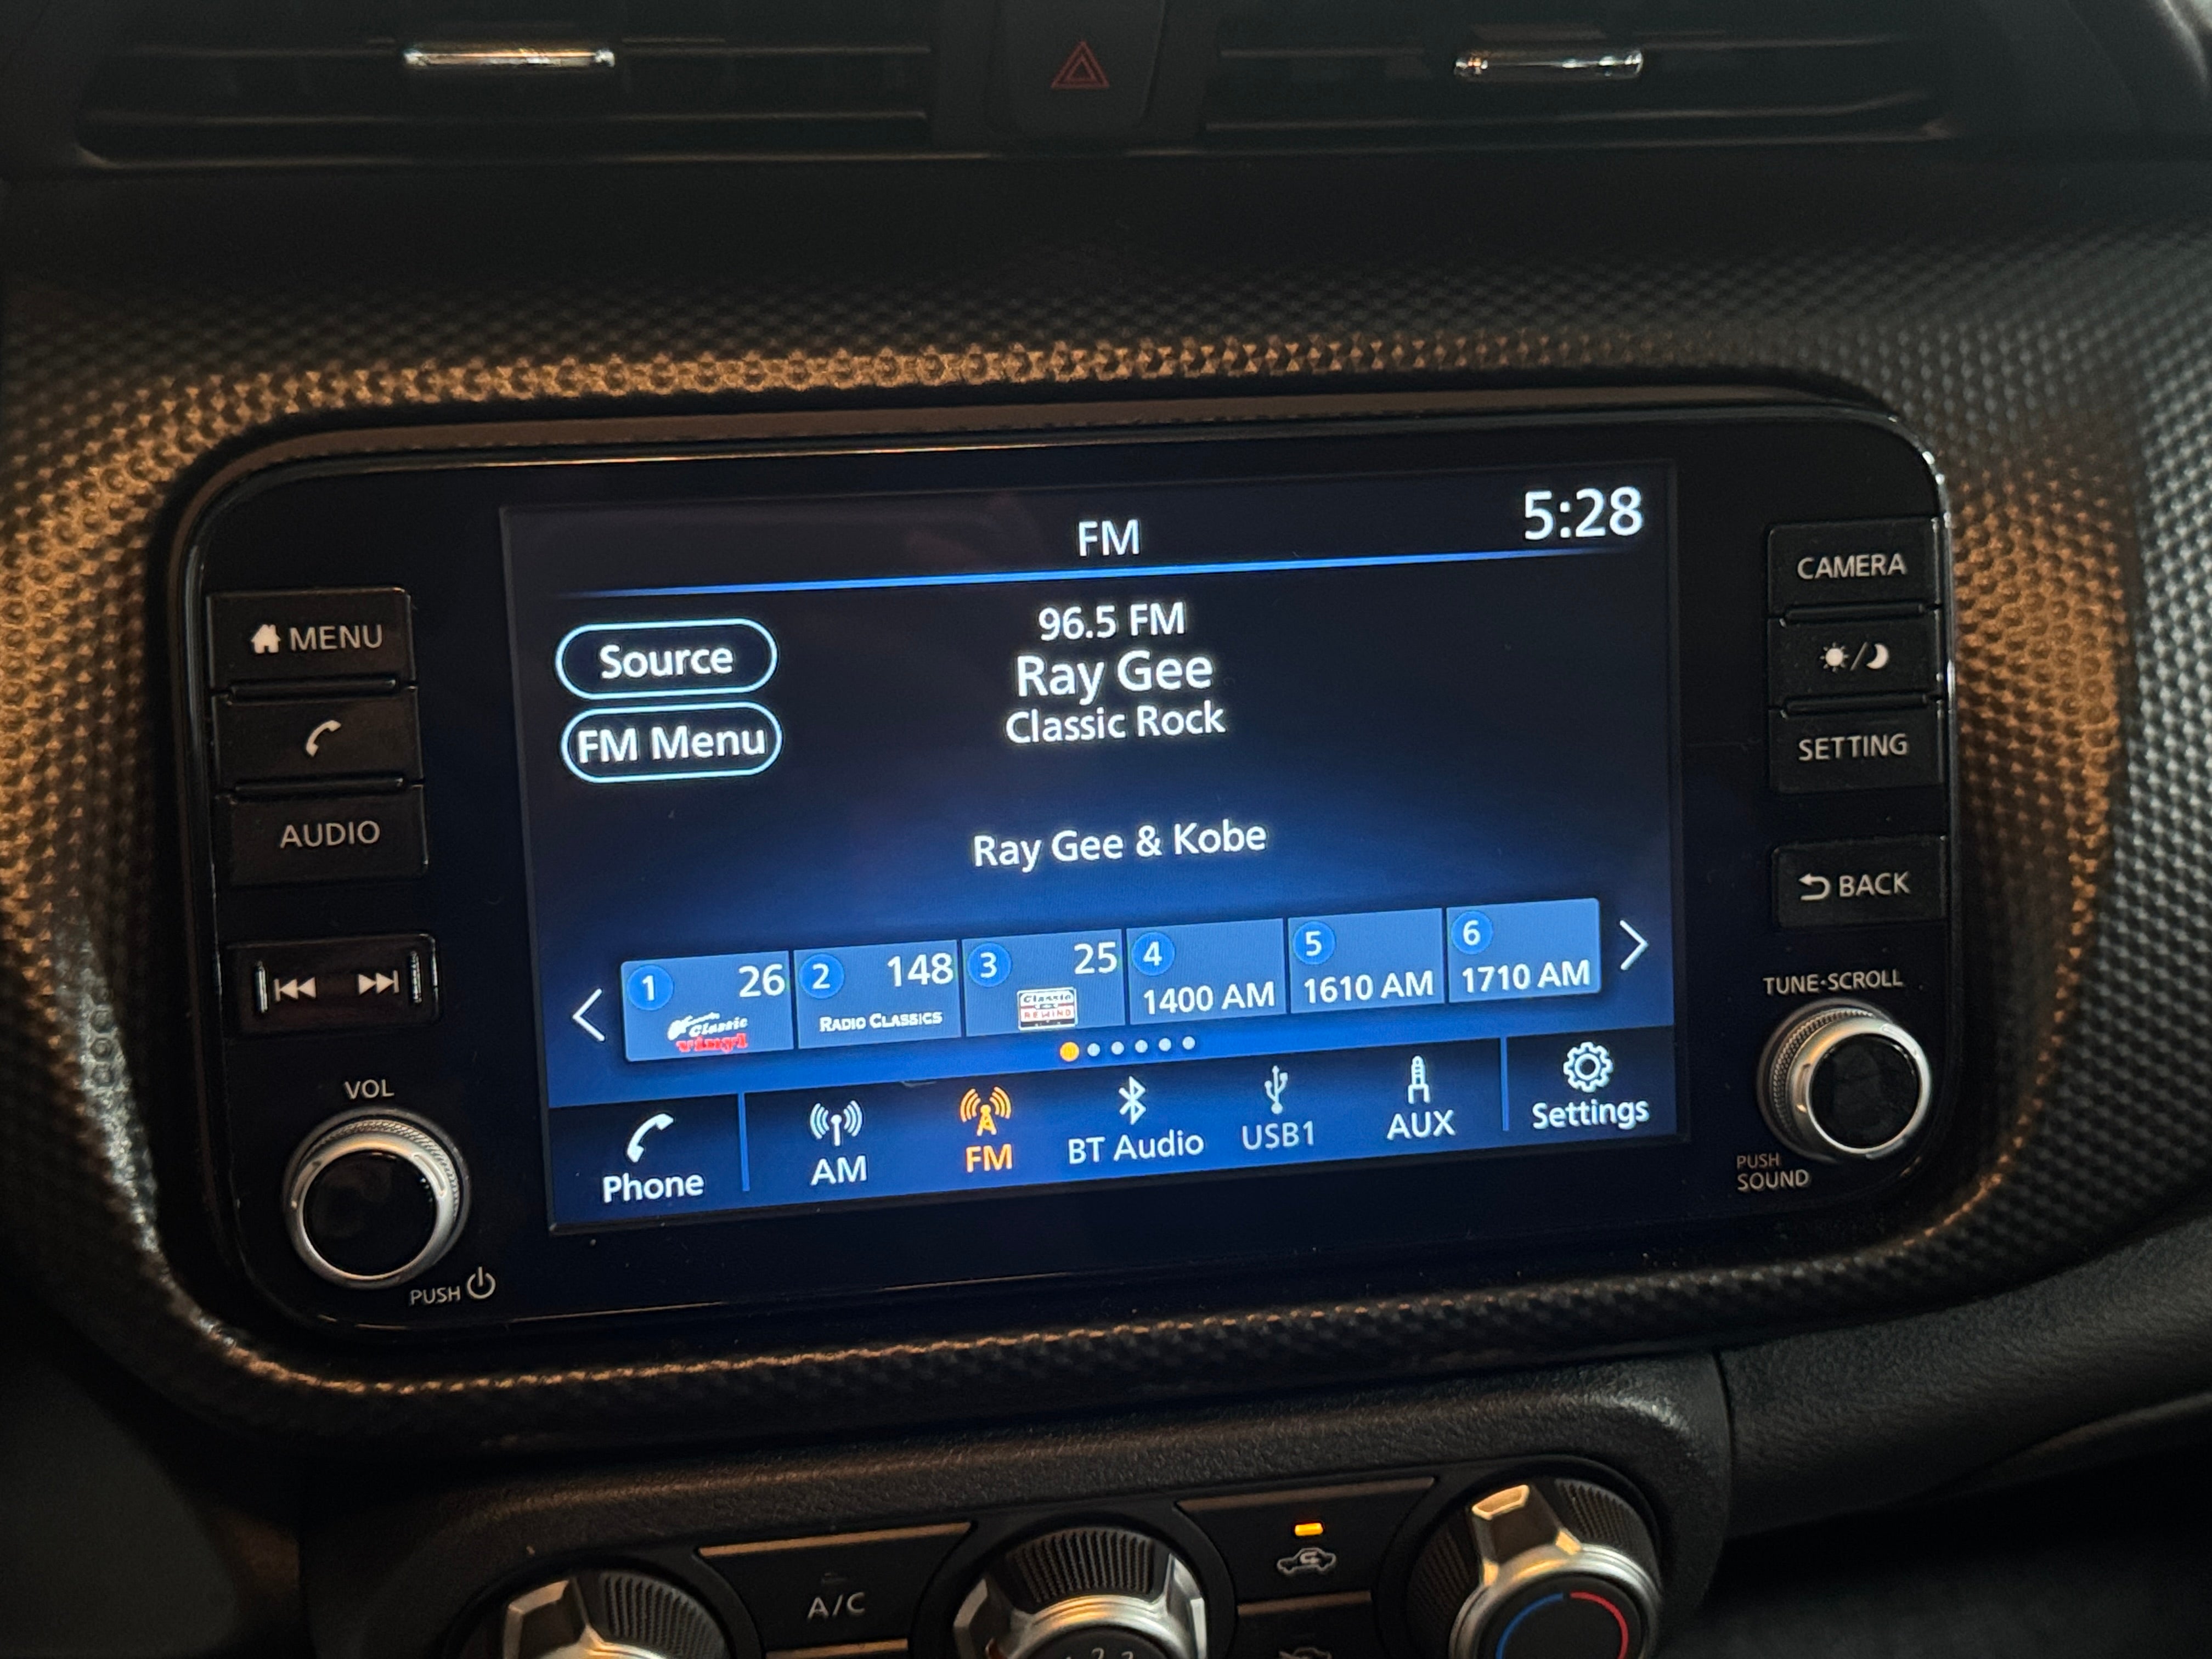 FM
5:28
MENU
AUDIO
VOL
PUSH
Source
FM Menu
96.5 FM
Ray Gee
Classic Rock
Ray Gee & Kobe
1 26
Classic
Vinyl
2 148
RADIO CLASSICS
3 25
Classic
REWIND
4
1400 AM
5
1610 AM
6
1710 AM
Phone
AM
FM
BT Audio
USB1
AUX
Settings
CAMERA
SETTING
BACK
TUNE·SCROLL
PUSH
SOUND
A/C